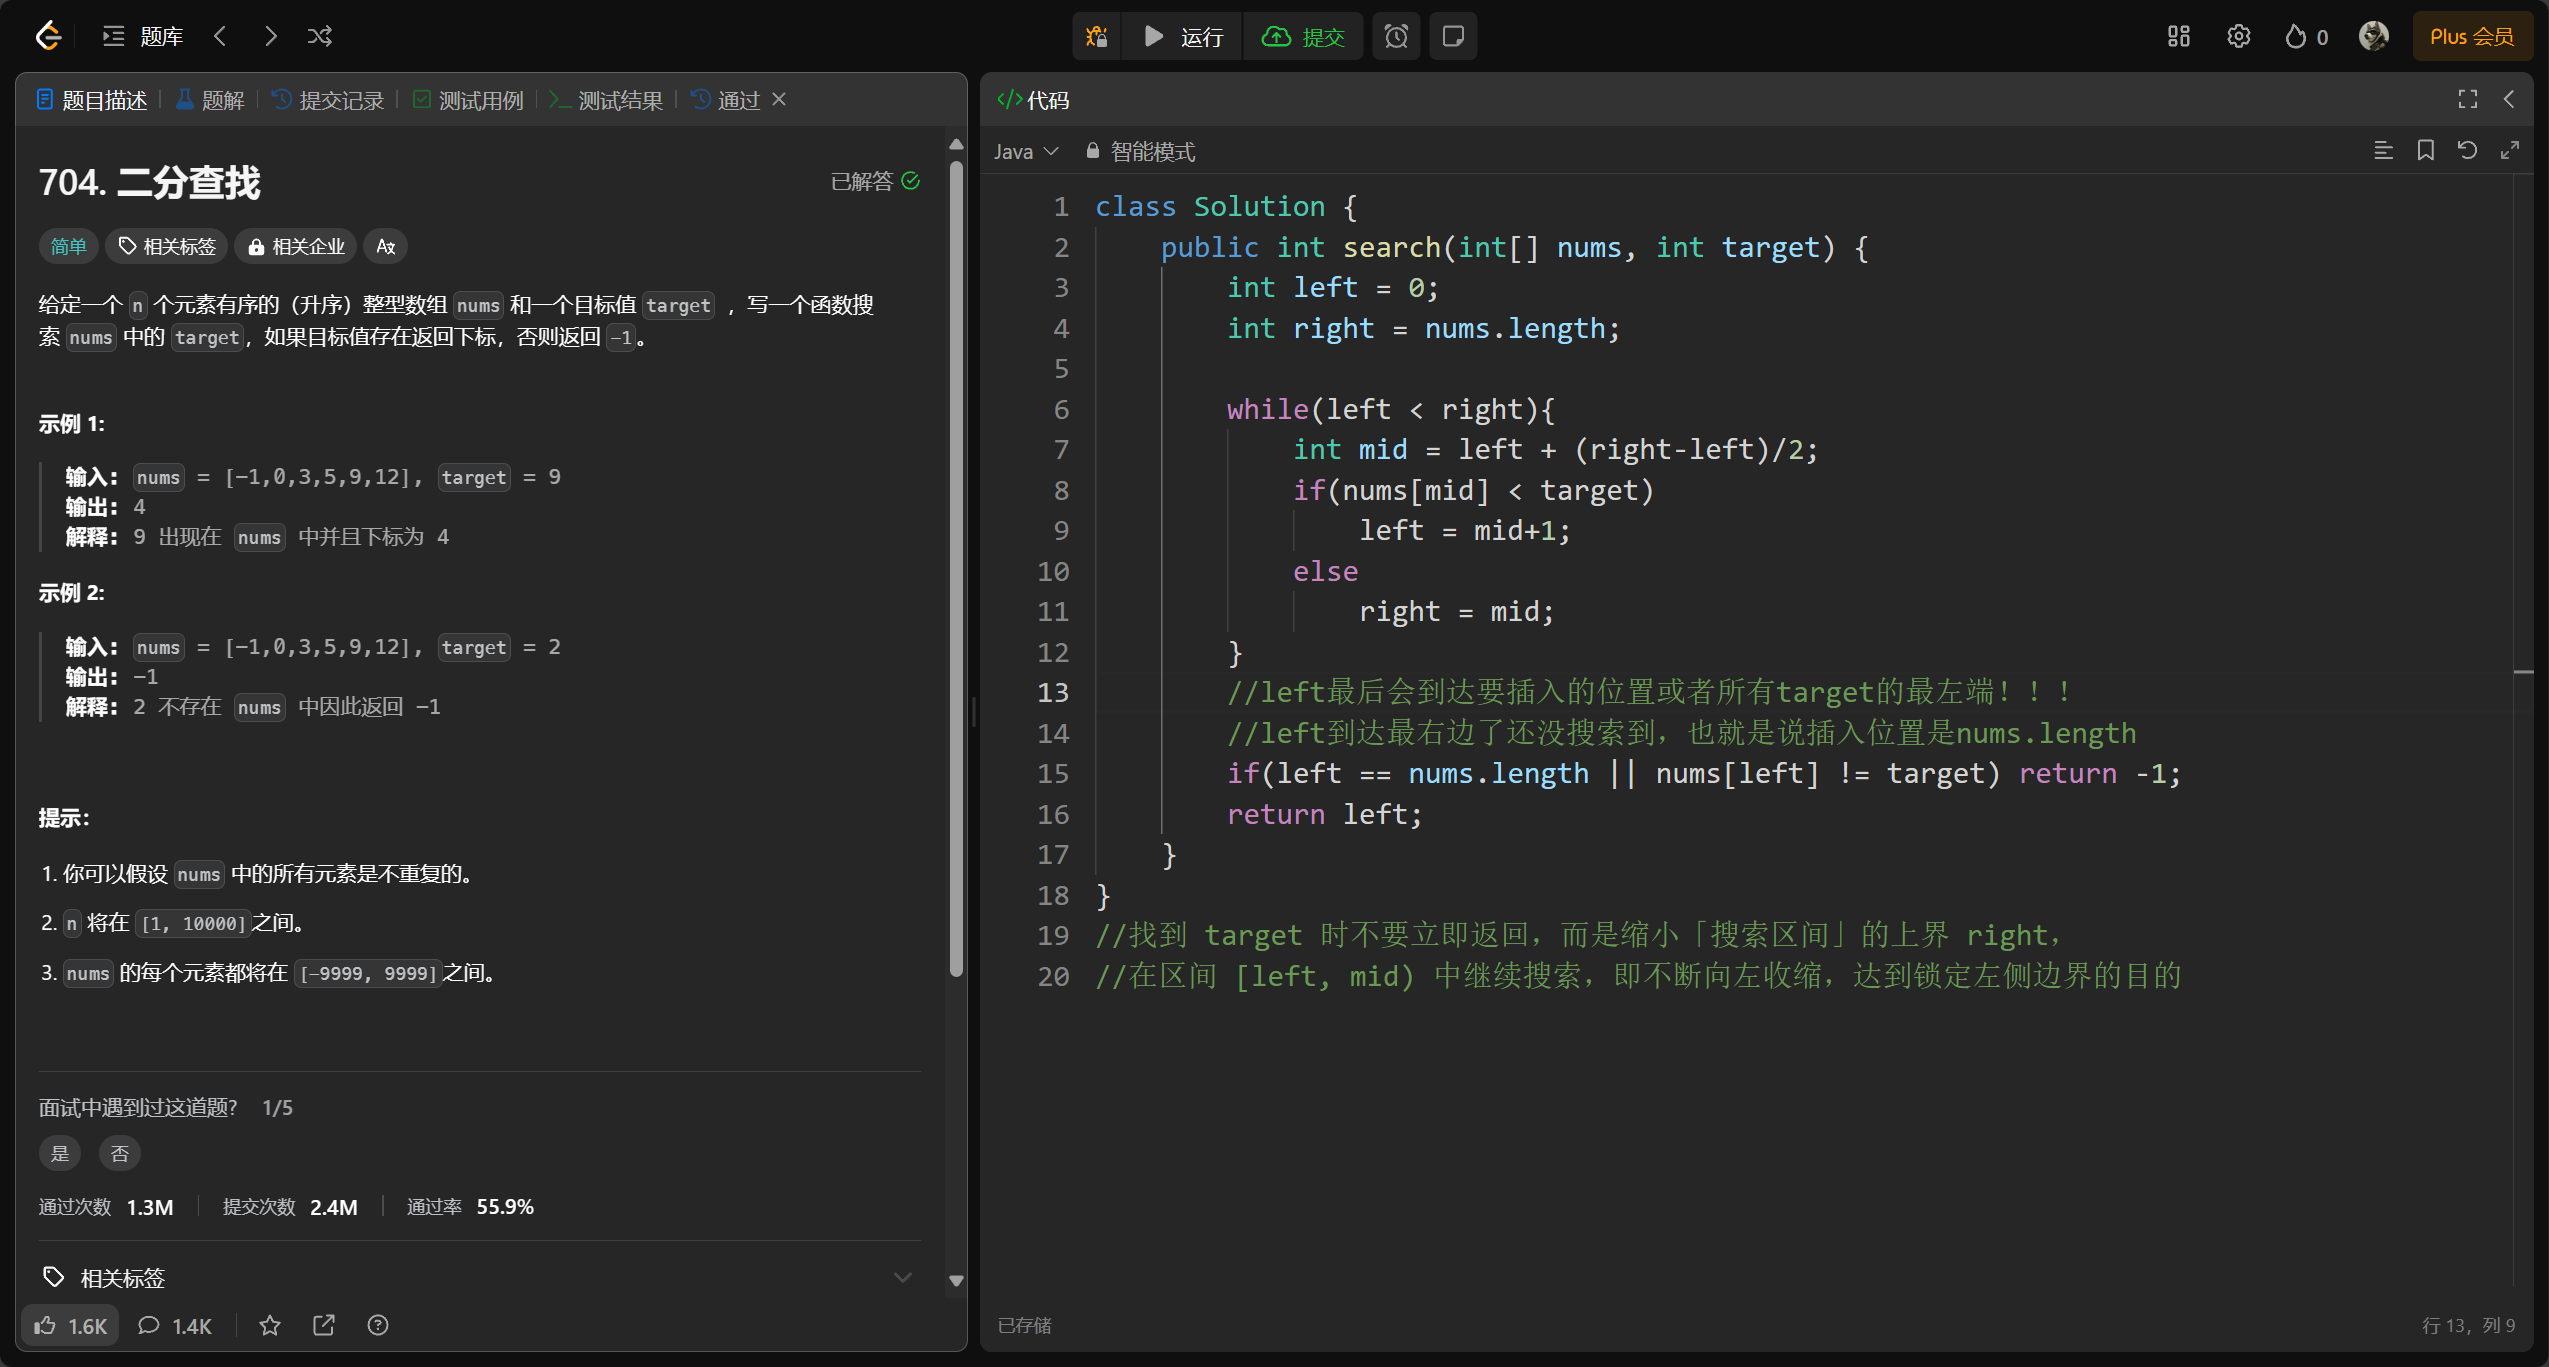 题库
运行
提交
0
Plus 会员
题目描述
题解
提交记录
测试用例
测试结果
通过
704. 二分查找
已解答
简单
相关标签
相关企业
给定一个 n 个元素有序的（升序）整型数组 nums 和一个目标值 target ，写一个函数搜
索 nums 中的 target，如果目标值存在返回下标，否则返回 -1。
示例 1:
输入: nums = [-1,0,3,5,9,12], target = 9
输出: 4
解释: 9 出现在 nums 中并且下标为 4
示例 2:
输入: nums = [-1,0,3,5,9,12], target = 2
输出: -1
解释: 2 不存在 nums 中因此返回 -1
提示：
1. 你可以假设 nums 中的所有元素是不重复的。
2. n 将在 [1, 10000]之间。
3. nums 的每个元素都将在 [-9999, 9999]之间。
面试中遇到过这道题? 1/5
是
否
通过次数 1.3M
提交次数 2.4M
通过率 55.9%
相关标签
1.6K
1.4K
</>代码
Java
智能模式
1 class Solution {
2     public int search(int[] nums, int target) {
3         int left = 0;
4         int right = nums.length;
5
6         while(left < right){
7             int mid = left + (right-left)/2;
8             if(nums[mid] < target)
9                 left = mid+1;
10             else
11                 right = mid;
12         }
13         //left最后会到达要插入的位置或者所有target的最左端！！！
14         //left到达最右边了还没搜索到，也就是说插入位置是nums.length
15         if(left == nums.length || nums[left] != target) return -1;
16         return left;
17     }
18 }
19 //找到 target 时不要立即返回，而是缩小「搜索区间」的上界 right，
20 //在区间 [left, mid) 中继续搜索，即不断向左收缩，达到锁定左侧边界的目的
已存储
行 13，列 9